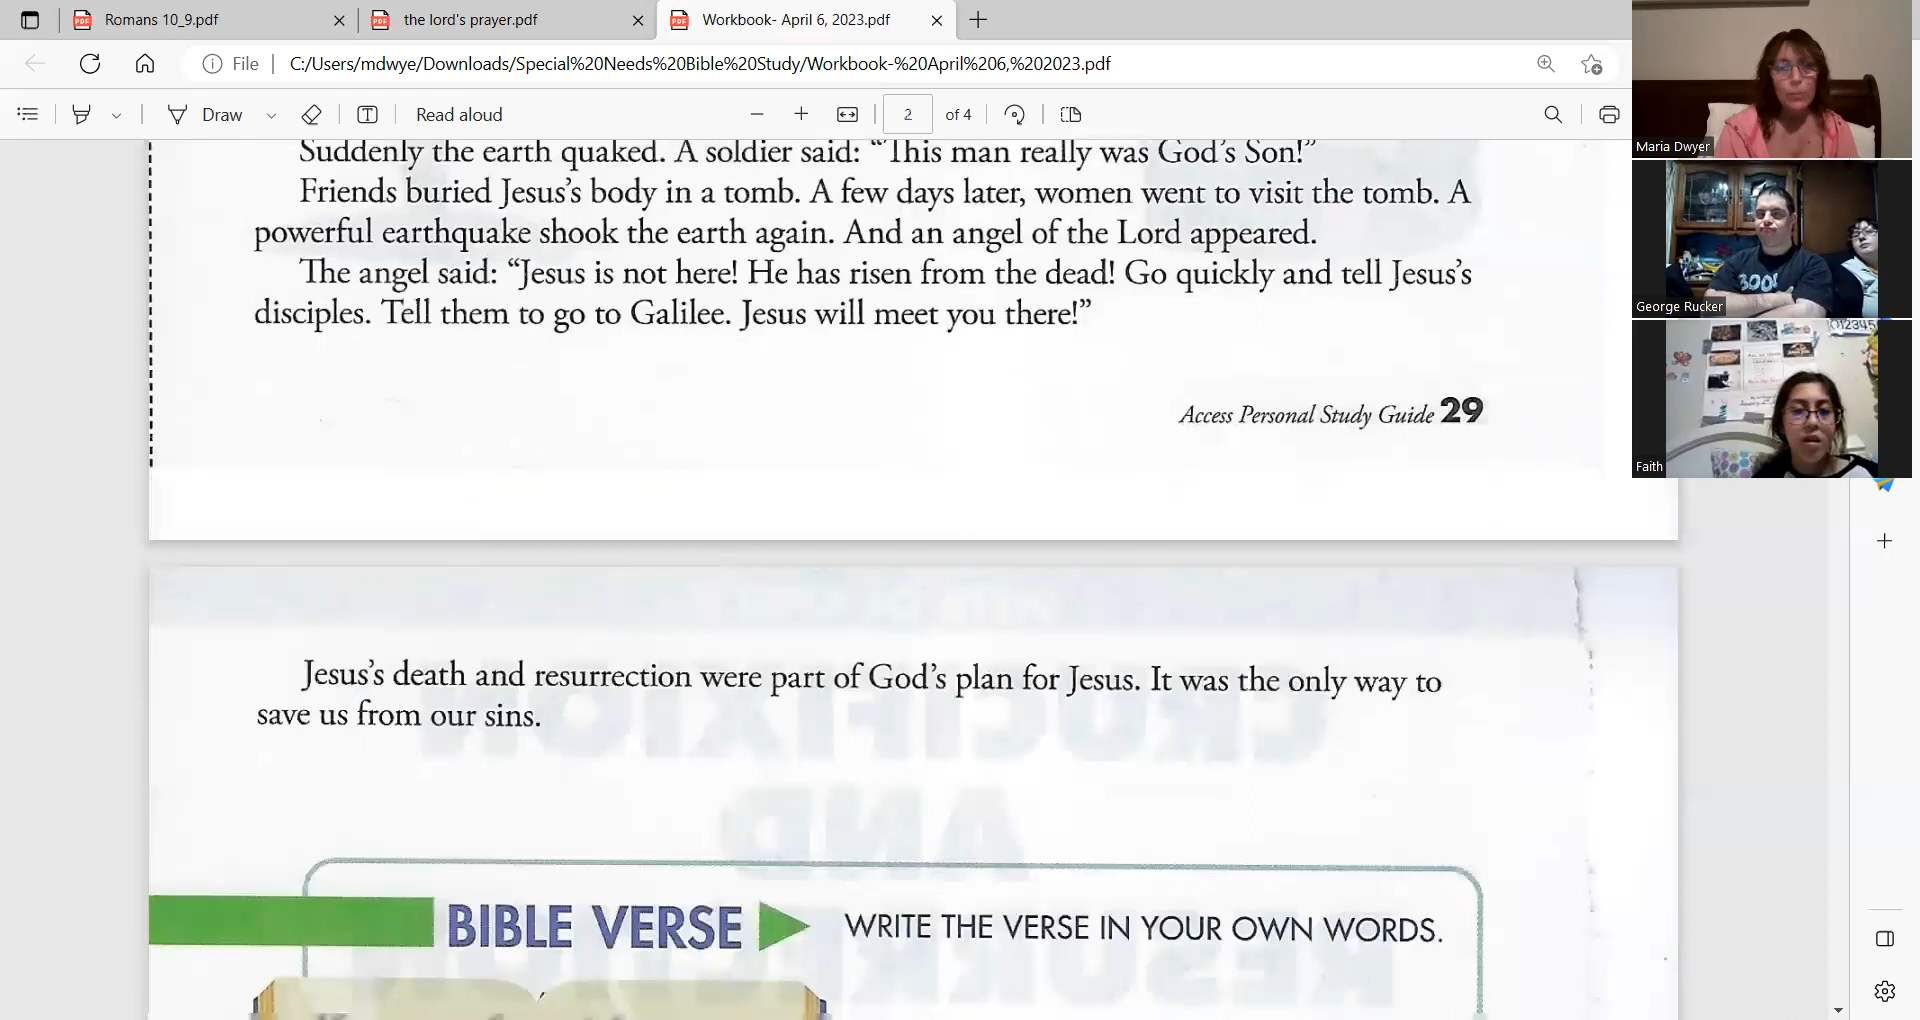 Romans 10_9.pdf
the lord's prayer.pdf
Workbook- April 6, 2023.pdf
File
C:/Users/mdwye/Downloads/Special%20Needs%20Bible%20Study/Workbook-%20April%206,%202023.pdf
Draw
Read aloud
2
of 4
Suddenly the earth quaked. A soldier said: “This man really was God’s Son!”
Friends buried Jesus’s body in a tomb. A few days later, women went to visit the tomb. A
powerful earthquake shook the earth again. And an angel of the Lord appeared.
The angel said: “Jesus is not here! He has risen from the dead! Go quickly and tell Jesus’s
disciples. Tell them to go to Galilee. Jesus will meet you there!”
Access Personal Study Guide 29
Jesus’s death and resurrection were part of God’s plan for Jesus. It was the only way to
save us from our sins.
CRUCIFIXION
AND
BIBLE VERSE
WRITE THE VERSE IN YOUR OWN WORDS.
Maria Dwyer
George Rucker
Faith